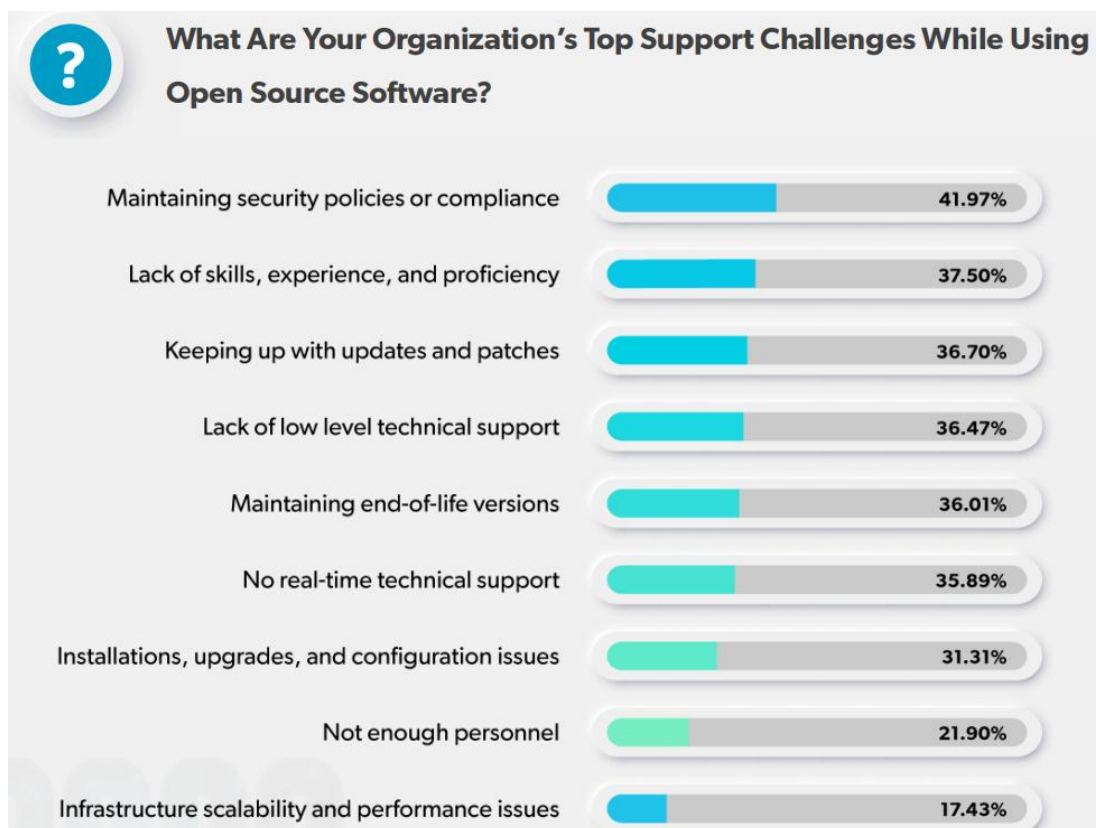 ?
What Are Your Organization's Top Support Challenges While Using
Open Source Software?
Maintaining security policies or compliance 41.97%
Lack of skills, experience, and proficiency 37.50%
Keeping up with updates and patches 36.70%
Lack of low level technical support 36.47%
Maintaining end-of-life versions 36.01%
No real-time technical support 35.89%
Installations, upgrades, and configuration issues 31.31%
Not enough personnel 21.90%
Infrastructure scalability and performance issues 17.43%